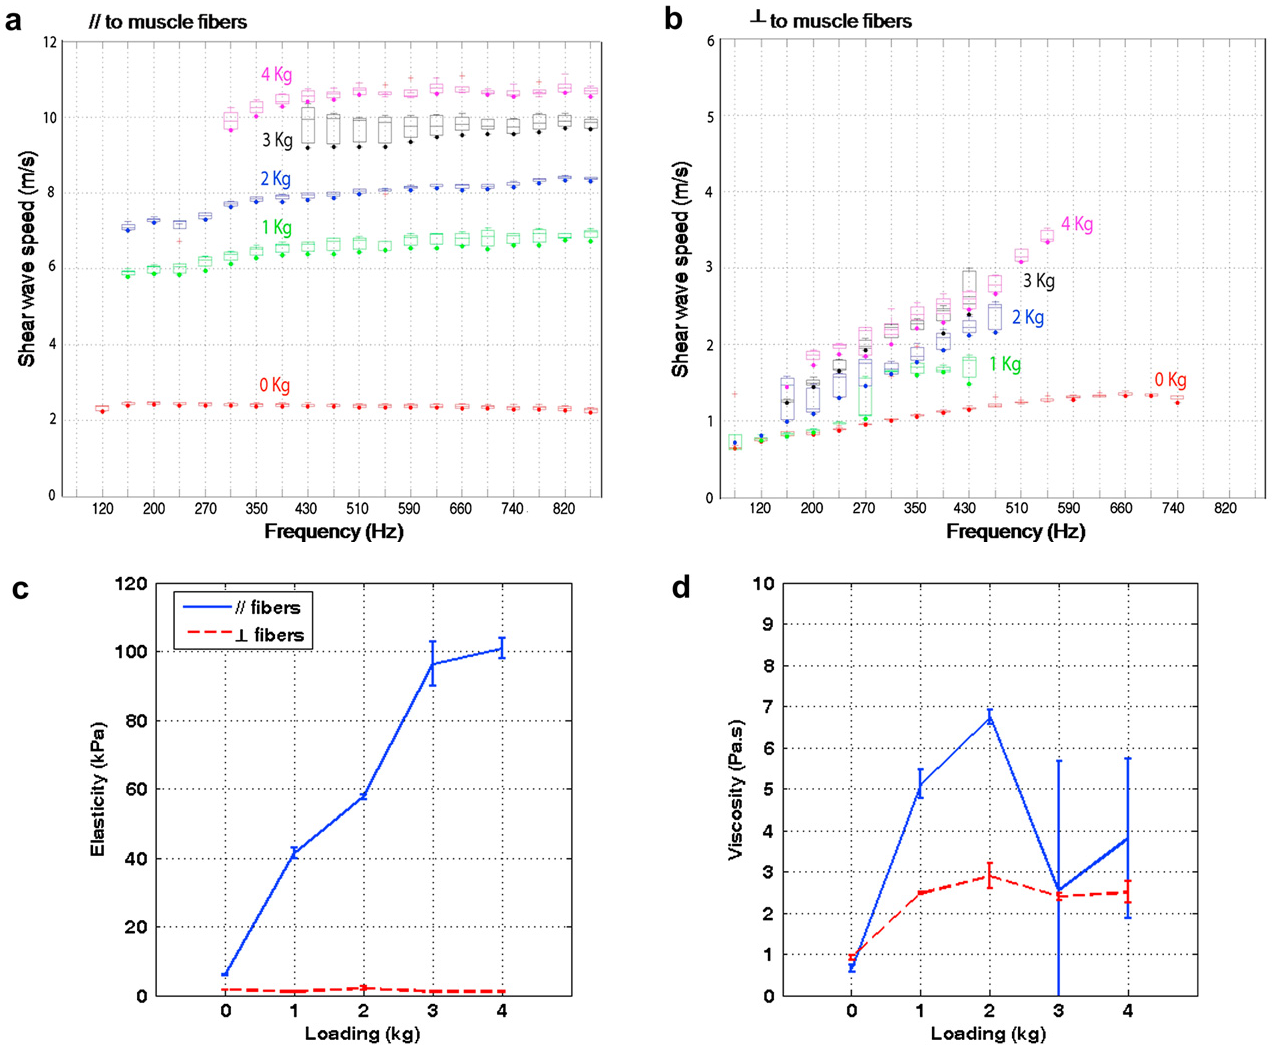 a // to muscle fibers
12
10
8
6
4
2
0
Shear wave speed (m/s)
4 Kg
3 Kg
2 Kg
1 Kg
0 Kg
120 200 270 350 430 510 590 660 740 820
Frequency (Hz)
b ⊥ to muscle fibers
6
5
4
3
2
1
0
Shear wave speed (m/s)
4 Kg
3 Kg
2 Kg
1 Kg
0 Kg
120 200 270 350 430 510 590 660 740 820
Frequency (Hz)
c
120
100
80
60
40
20
0
Elasticity (kPa)
// fibers
⊥ fibers
0 1 2 3 4
Loading (kg)
d
10
9
8
7
6
5
4
3
2
1
0
Viscosity (Pa.s)
0 1 2 3 4
Loading (kg)